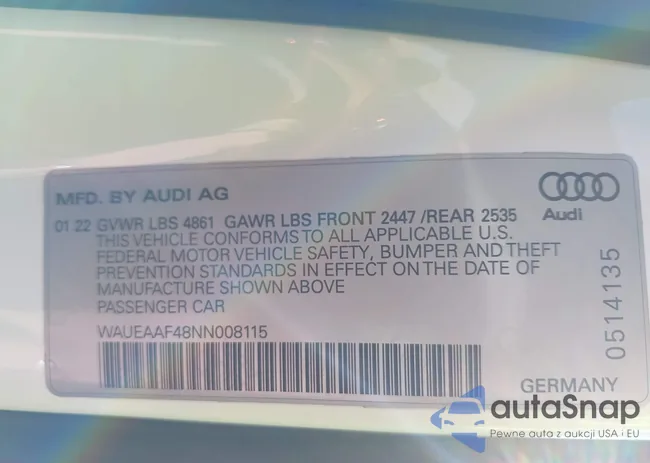 MFD. BY AUDI AG
01 22 GVWR LBS 4861 GAWR LBS FRONT 2447 /REAR 2535
THIS VEHICLE CONFORMS TO ALL APPLICABLE U.S.
FEDERAL MOTOR VEHICLE SAFETY, BUMPER AND THEFT
PREVENTION STANDARDS IN EFFECT ON THE DATE OF
MANUFACTURE SHOWN ABOVE
PASSENGER CAR
WAUEAAF48NN008115
Audi
0514135
GERMANY
autaSnap
Pewne auta z aukcji USA i EU